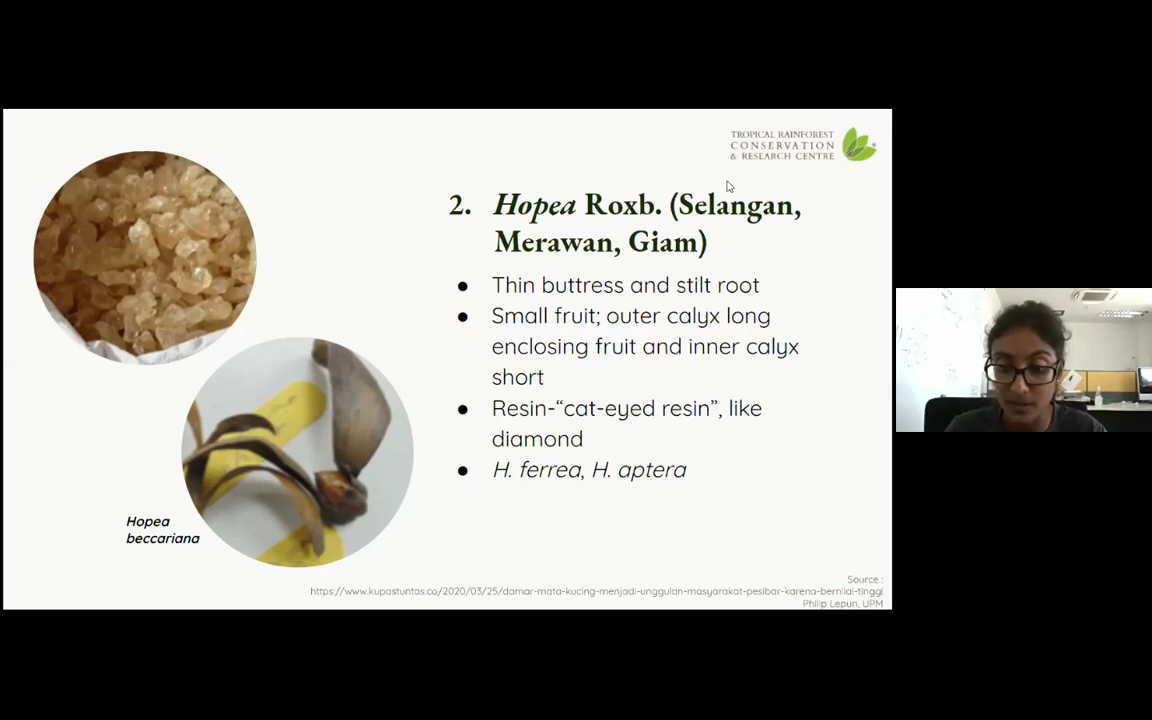 TROPICAL RAINFOREST
CONSERVATION
& RESEARCH CENTRE
2. Hopea Roxb. (Selangan,
Merawan, Giam)
● Thin buttress and stilt root
● Small fruit; outer calyx long
enclosing fruit and inner calyx
short
● Resin-“cat-eyed resin”, like
diamond
● H. ferrea, H. aptera
Hopea
beccariana
Source :
https://www.kupastuntas.co/2020/03/25/damar-mata-kucing-menjadi-unggulan-masyarakat-pesibar-karena-bernilai-tinggi
Philip Lepun, UPM